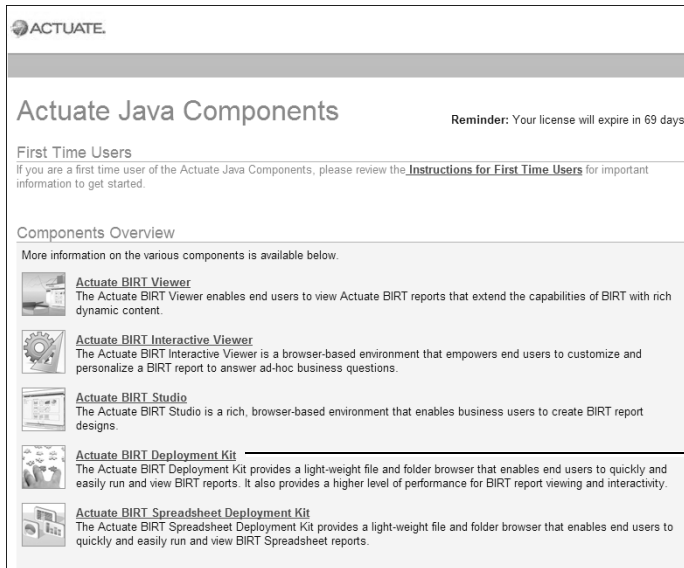 ACTUATE.
Actuate Java Components
Reminder: Your license will expire in 69 days
First Time Users
If you are a first time user of the Actuate Java Components, please review the Instructions for First Time Users for important
information to get started.
Components Overview
More information on the various components is available below.
Actuate BIRT Viewer
The Actuate BIRT Viewer enables end users to view Actuate BIRT reports that extend the capabilities of BIRT with rich
dynamic content.
Actuate BIRT Interactive Viewer
The Actuate BIRT Interactive Viewer is a browser-based environment that empowers end users to customize and
personalize a BIRT report to answer ad-hoc business questions.
Actuate BIRT Studio
The Actuate BIRT Studio is a rich, browser-based environment that enables business users to create BIRT report
designs.
Actuate BIRT Deployment Kit
The Actuate BIRT Deployment Kit provides a light-weight file and folder browser that enables end users to quickly and
easily run and view BIRT reports. It also provides a higher level of performance for BIRT report viewing and interactivity.
Actuate BIRT Spreadsheet Deployment Kit
The Actuate BIRT Spreadsheet Deployment Kit provides a light-weight file and folder browser that enables end users to
quickly and easily run and view BIRT Spreadsheet reports.